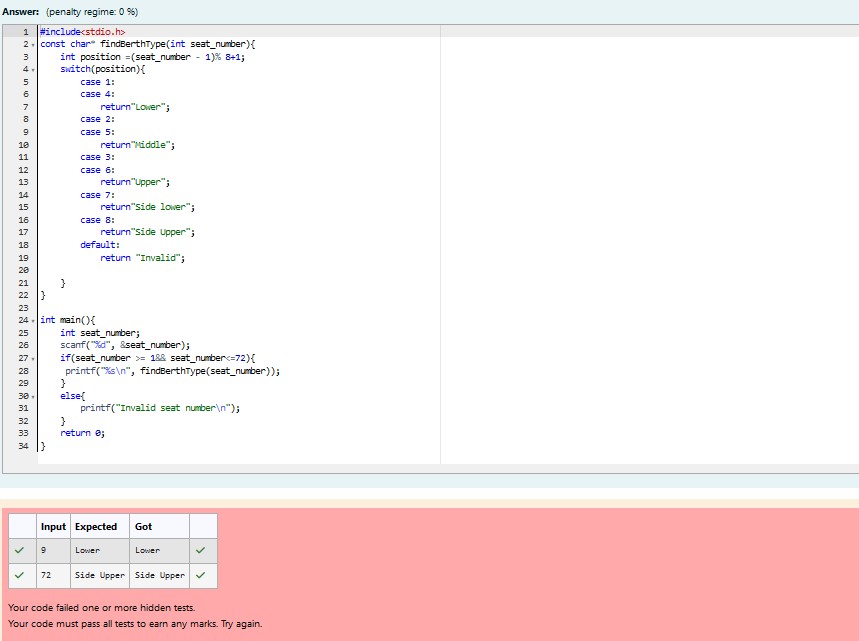 Answer: (penalty regime: 0 %)
1 #include<stdio.h>
2 const char* findBerthType(int seat_number){
3 int position =(seat_number - 1)% 8+1;
4 switch(position){
5 case 1:
6 case 4:
7 return"Lower";
8 case 2:
9 case 5:
10 return"Middle";
11 case 3:
12 case 6:
13 return"Upper";
14 case 7:
15 return"Side lower";
16 case 8:
17 return"Side Upper";
18 default:
19 return "Invalid";
20
21 }
22 }
23
24 int main(){
25 int seat_number;
26 scanf("%d", &seat_number);
27 if(seat_number >= 1&& seat_number<=72){
28 printf("%s\n", findBerthType(seat_number));
29 }
30 else{
31 printf("Invalid seat number\n");
32 }
33 return 0;
34 }
Input Expected Got
9 Lower Lower
72 Side Upper Side Upper
Your code failed one or more hidden tests.
Your code must pass all tests to earn any marks. Try again.